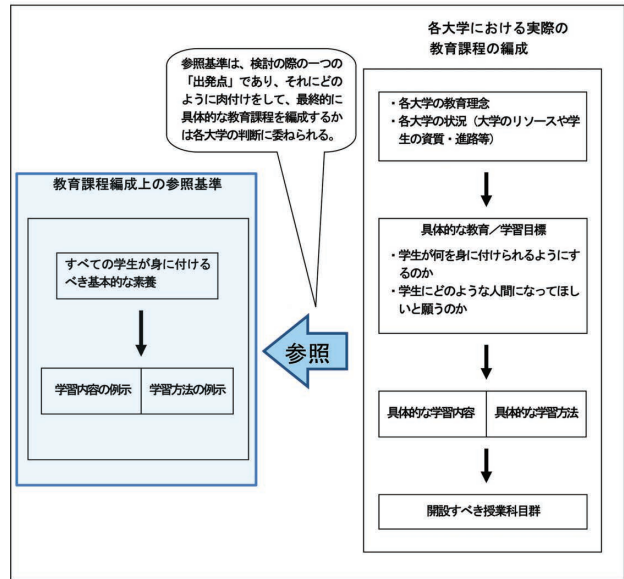 各大学における実際の
教育課程の編成
参照基準は、検討の際の一つの
「出発点」であり、それにどの
ように肉付けをして、最終的に
具体的な教育課程を編成するか
は各大学の判断に委ねられる。
・各大学の教育理念
・各大学の状況（大学のリソースや学
生の資質・進路等）
教育課程編成上の参照基準
すべての学生が身に付ける
べき基本的な素養
学習内容の例示 学習方法の例示
参照
具体的な教育／学習目標
・学生が何を身に付けられるようにす
るのか
・学生にどのような人間になってほし
いと願うのか
具体的な学習内容 具体的な学習方法
開設すべき授業科目群